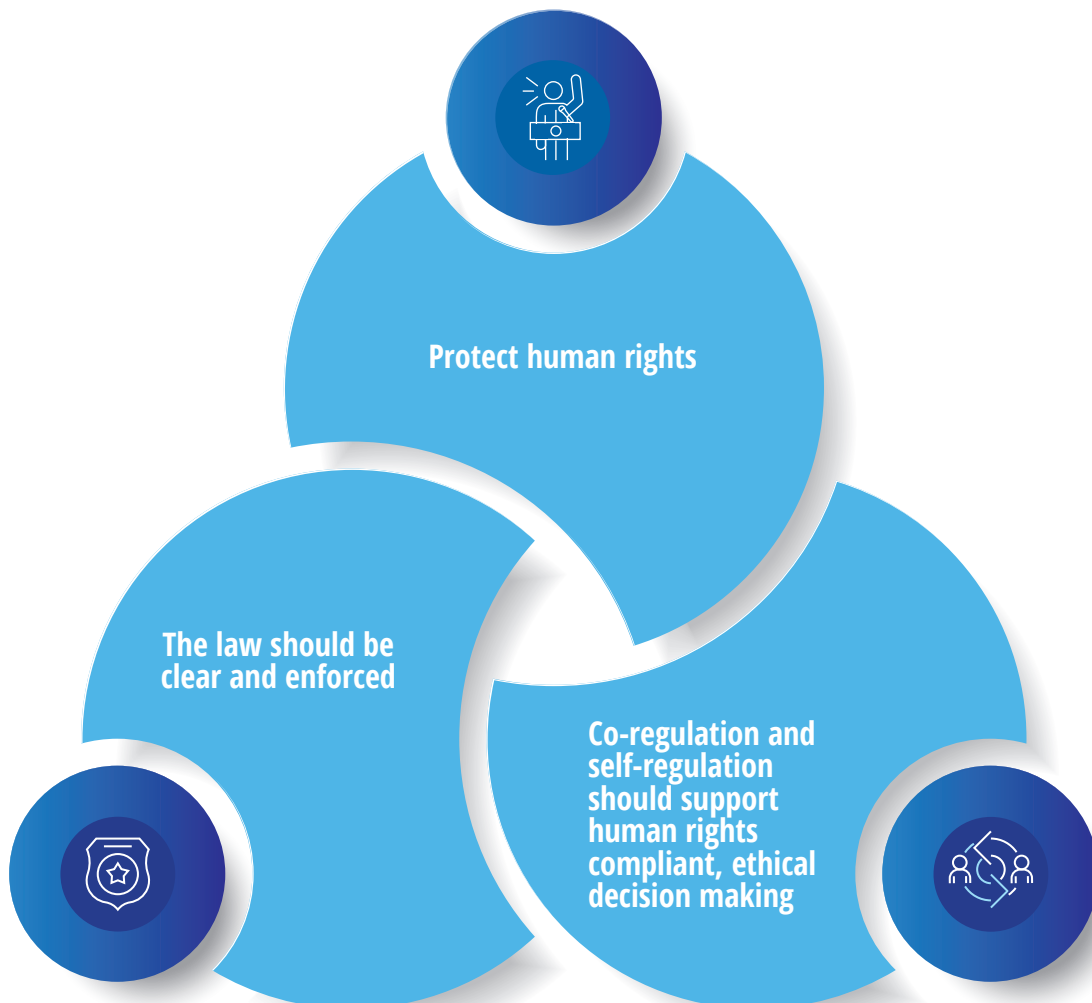 Protect human rights
The law should be
clear and enforced
Co-regulation and
self-regulation
should support
human rights
compliant, ethical
decision making